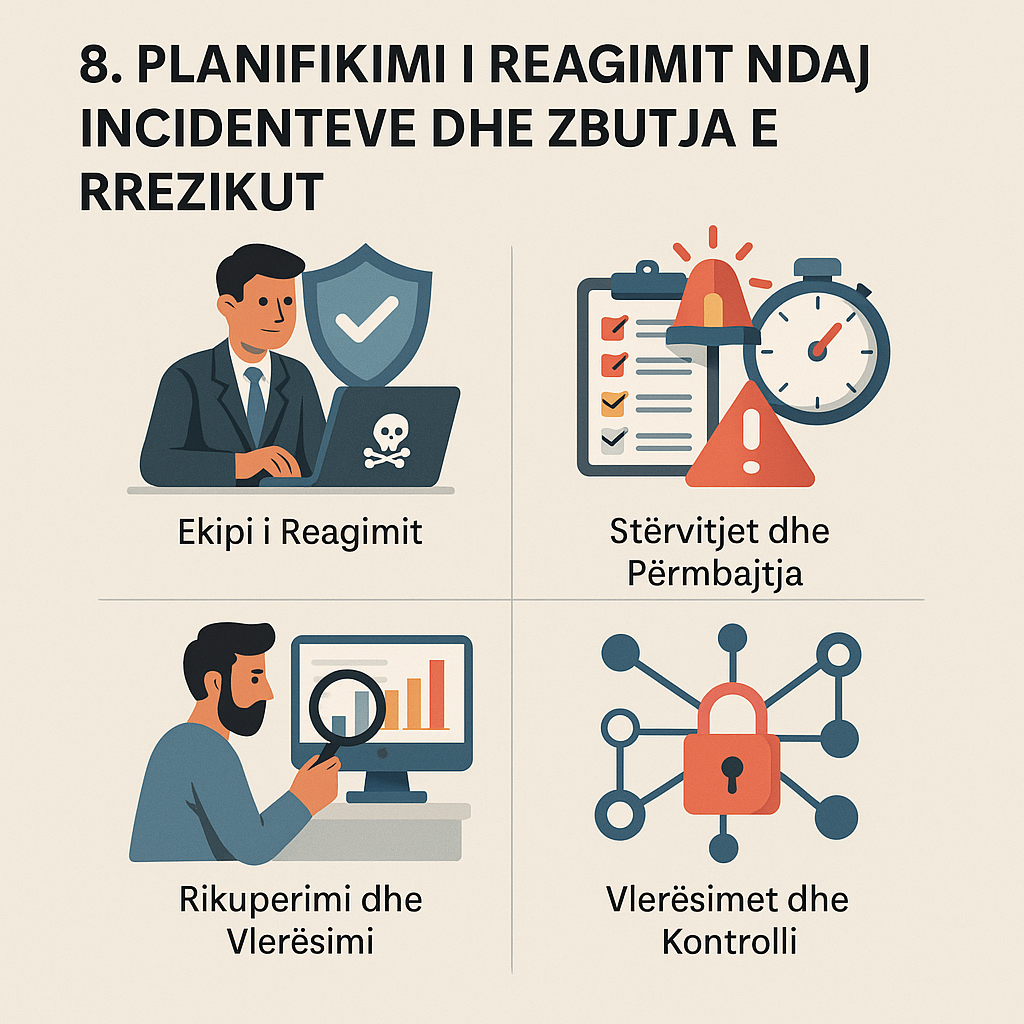 8. PLANIFIKIMI I REAGIMIT NDAJ
INCIDENTEVE DHE ZBUTJA E
RREZIKUT
Ekipi i Reagimit
Stërvitjet dhe
Përmbajtja
Rikuperimi dhe
Vlerësimi
Vlerësimet dhe
Kontrolli